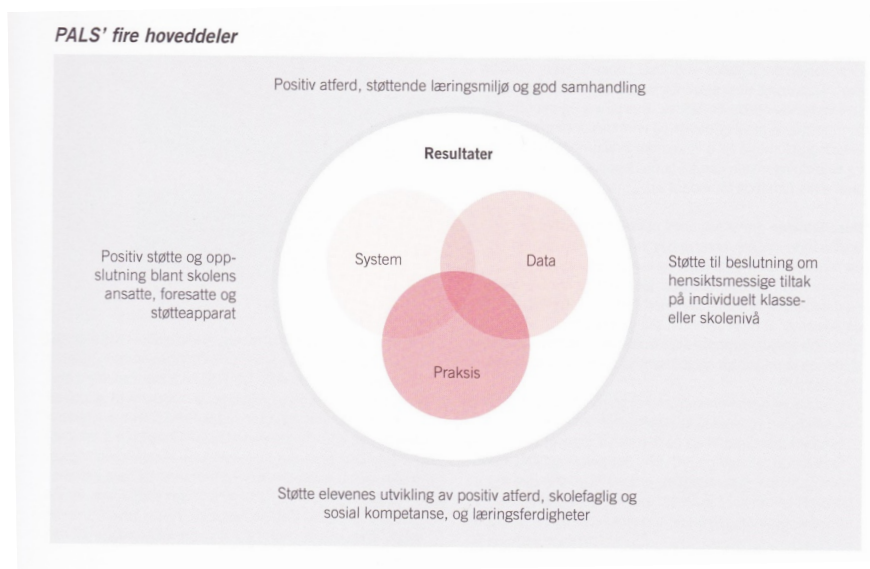 PALS’ fire hoveddeler
Positiv atferd, støttende læringsmiljø og god samhandling
Resultater
System
Data
Praksis
Positiv støtte og opp-
slutning blant skolens
ansatte, foresatte og
støtteapparat
Støtte til beslutning om
hensiktsmessige tiltak
på individuelt klasse-
eller skolenivå
Støtte elevenes utvikling av positiv atferd, skolefaglig og
sosial kompetanse, og læringsferdigheter